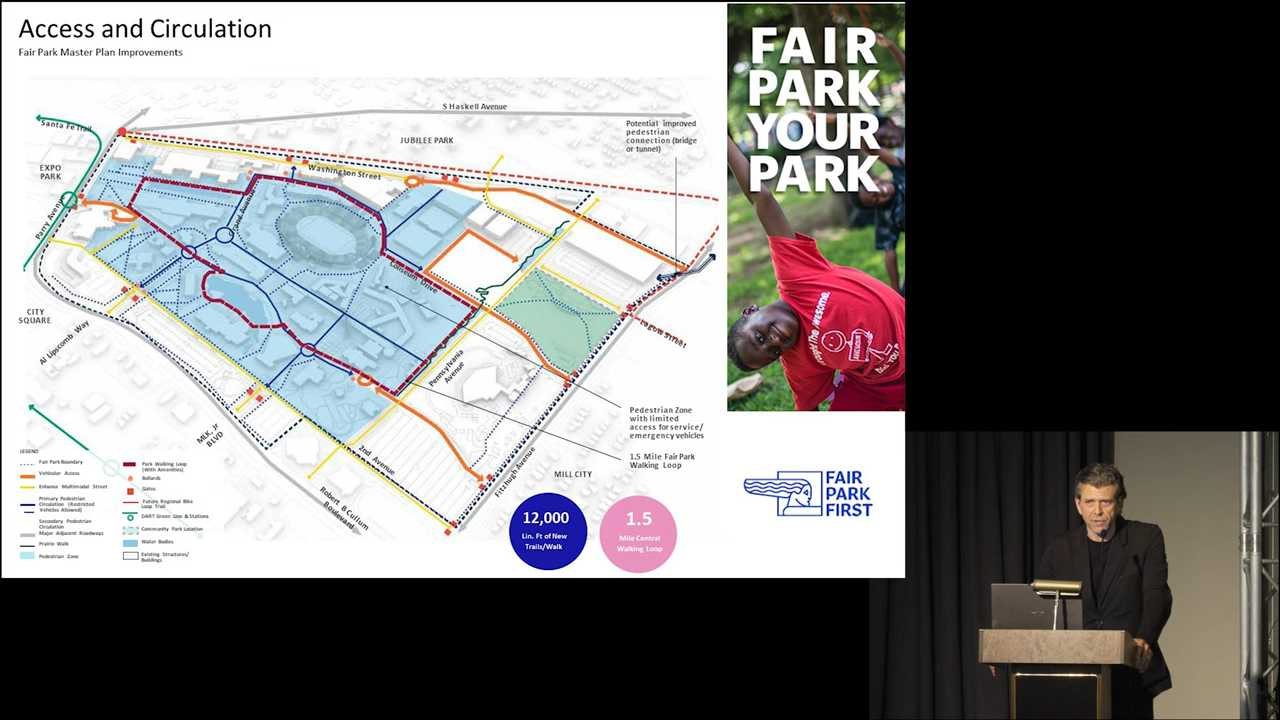 Access and Circulation
Fair Park Master Plan Improvements
S Haskell Avenue
Santa Fe Trail
JUBILEE PARK
Potential improved
pedestrian
connection (bridge
or tunnel)
EXPO
PARK
Washington Street
Parry Avenue
Coliseum Drive
CITY
SQUARE
Al Lipscomb Way
Lagow Street
Pennsylvania
Avenue
Pedestrian Zone
with limited
access for service/
emergency vehicles
MLK, Jr
BLVD
2nd Avenue
1.5 Mile Fair Park
Walking Loop
MILL CITY
Fitzhugh Avenue
Robert B Cullum
Boulevard
LEGEND
Fair Park Boundary
Vehicular Access
Enhance Multimodal Street
Primary Pedestrian
Circulation (Restricted
Vehicles Allowed)
Secondary Pedestrian
Circulation
Major Adjacent Roadways
Prairie Walk
Pedestrian Zone
Park Walking Loop
(With Amenities)
Bollards
Gates
Future Regional Bike
Loop Trail
DART Green Line & Stations
Community Park Location
Water Bodies
Existing Structures/
Buildings
12,000
Lin. Ft of New
Trails/Walk
1.5
Mile Central
Walking Loop
FAIR
PARK
YOUR
PARK
FAIR
PARK
FIRST